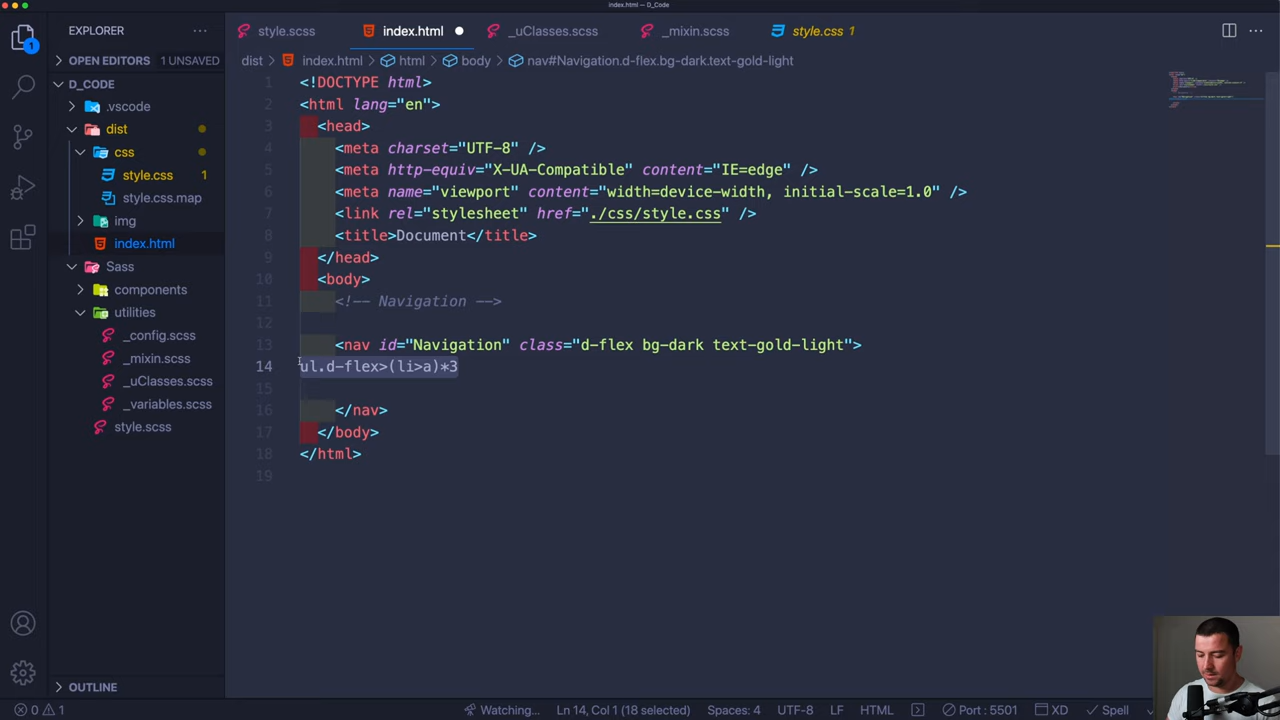 index.html — D_Code
EXPLORER
style.scss
index.html
_uClasses.scss
_mixin.scss
style.css 1
OPEN EDITORS 1 UNSAVED
dist > index.html > html > body > nav#Navigation.d-flex.bg-dark.text-gold-light
D_CODE
.vscode
dist
css
style.css 1
style.css.map
img
index.html
Sass
components
utilities
_config.scss
_mixin.scss
_uClasses.scss
_variables.scss
style.scss
OUTLINE
1 <!DOCTYPE html>
2 <html lang="en">
3 <head>
4 <meta charset="UTF-8" />
5 <meta http-equiv="X-UA-Compatible" content="IE=edge" />
6 <meta name="viewport" content="width=device-width, initial-scale=1.0" />
7 <link rel="stylesheet" href="./css/style.css" />
8 <title>Document</title>
9 </head>
10 <body>
11 <!-- Navigation -->
12
13 <nav id="Navigation" class="d-flex bg-dark text-gold-light">
14 ul.d-flex>(li>a)*3
15
16 </nav>
17 </body>
18 </html>
19
0 1 Watching... Ln 14, Col 1 (18 selected) Spaces: 4 UTF-8 LF HTML Port : 5501 XD Spell